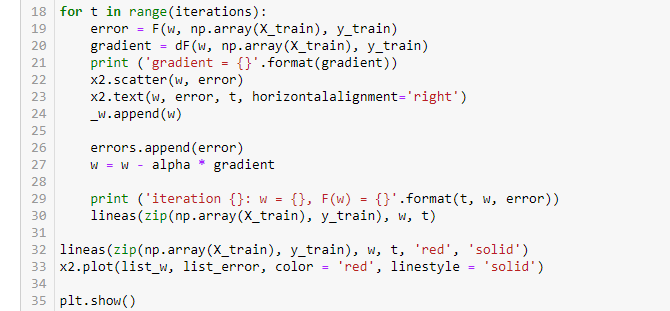 18 for t in range(iterations):
19     error = F(w, np.array(X_train), y_train)
20     gradient = dF(w, np.array(X_train), y_train)
21     print ('gradient = {}'.format(gradient))
22     x2.scatter(w, error)
23     x2.text(w, error, t, horizontalalignment='right')
24     _w.append(w)
25
26     errors.append(error)
27     w = w - alpha * gradient
28
29     print ('iteration {}: w = {}, F(w) = {}'.format(t, w, error))
30     lineas(zip(np.array(X_train), y_train), w, t)
31
32 lineas(zip(np.array(X_train), y_train), w, t, 'red', 'solid')
33 x2.plot(list_w, list_error, color = 'red', linestyle = 'solid')
34
35 plt.show()